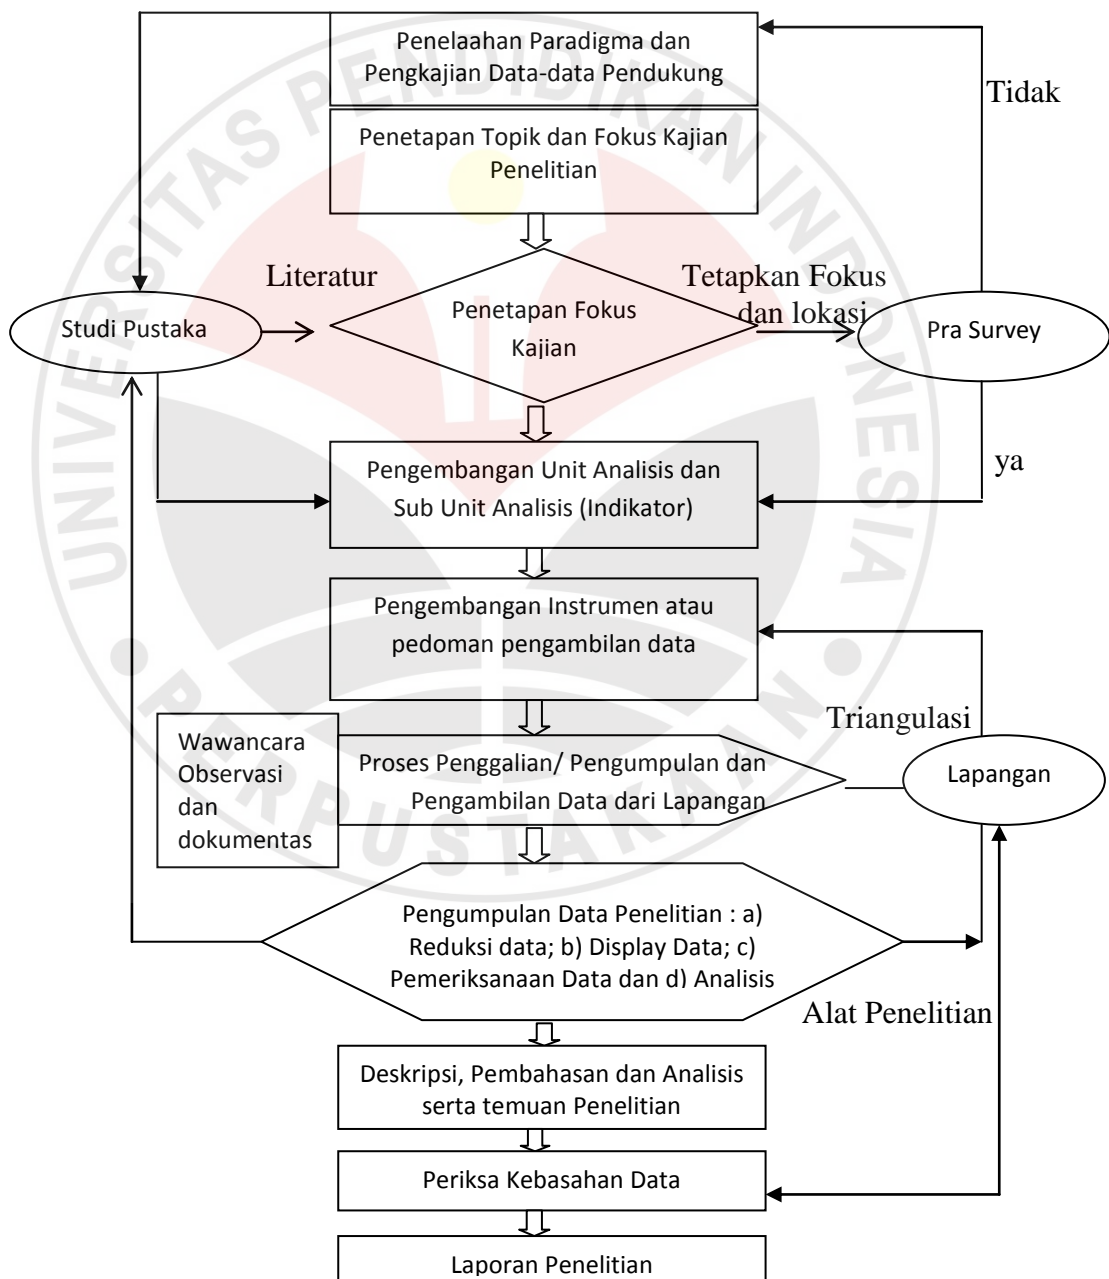 Penelaahan Paradigma dan
Pengkajian Data-data Pendukung
Tidak
Penetapan Topik dan Fokus Kajian
Penelitian
Literatur
Tetapkan Fokus
dan lokasi
Studi Pustaka
Penetapan Fokus
Kajian
Pra Survey
Pengembangan Unit Analisis dan
Sub Unit Analisis (Indikator)
ya
Pengembangan Instrumen atau
pedoman pengambilan data
Triangulasi
Wawancara
Observasi
dan
dokumentas
Proses Penggalian/ Pengumpulan dan
Pengambilan Data dari Lapangan
Lapangan
Pengumpulan Data Penelitian : a)
Reduksi data; b) Display Data; c)
Pemeriksanaan Data dan d) Analisis
Alat Penelitian
Deskripsi, Pembahasan dan Analisis
serta temuan Penelitian
Periksa Kebasahan Data
Laporan Penelitian
UNIVERSITAS PENDIDIKAN INDONESIA
PERPUSTAKAAN